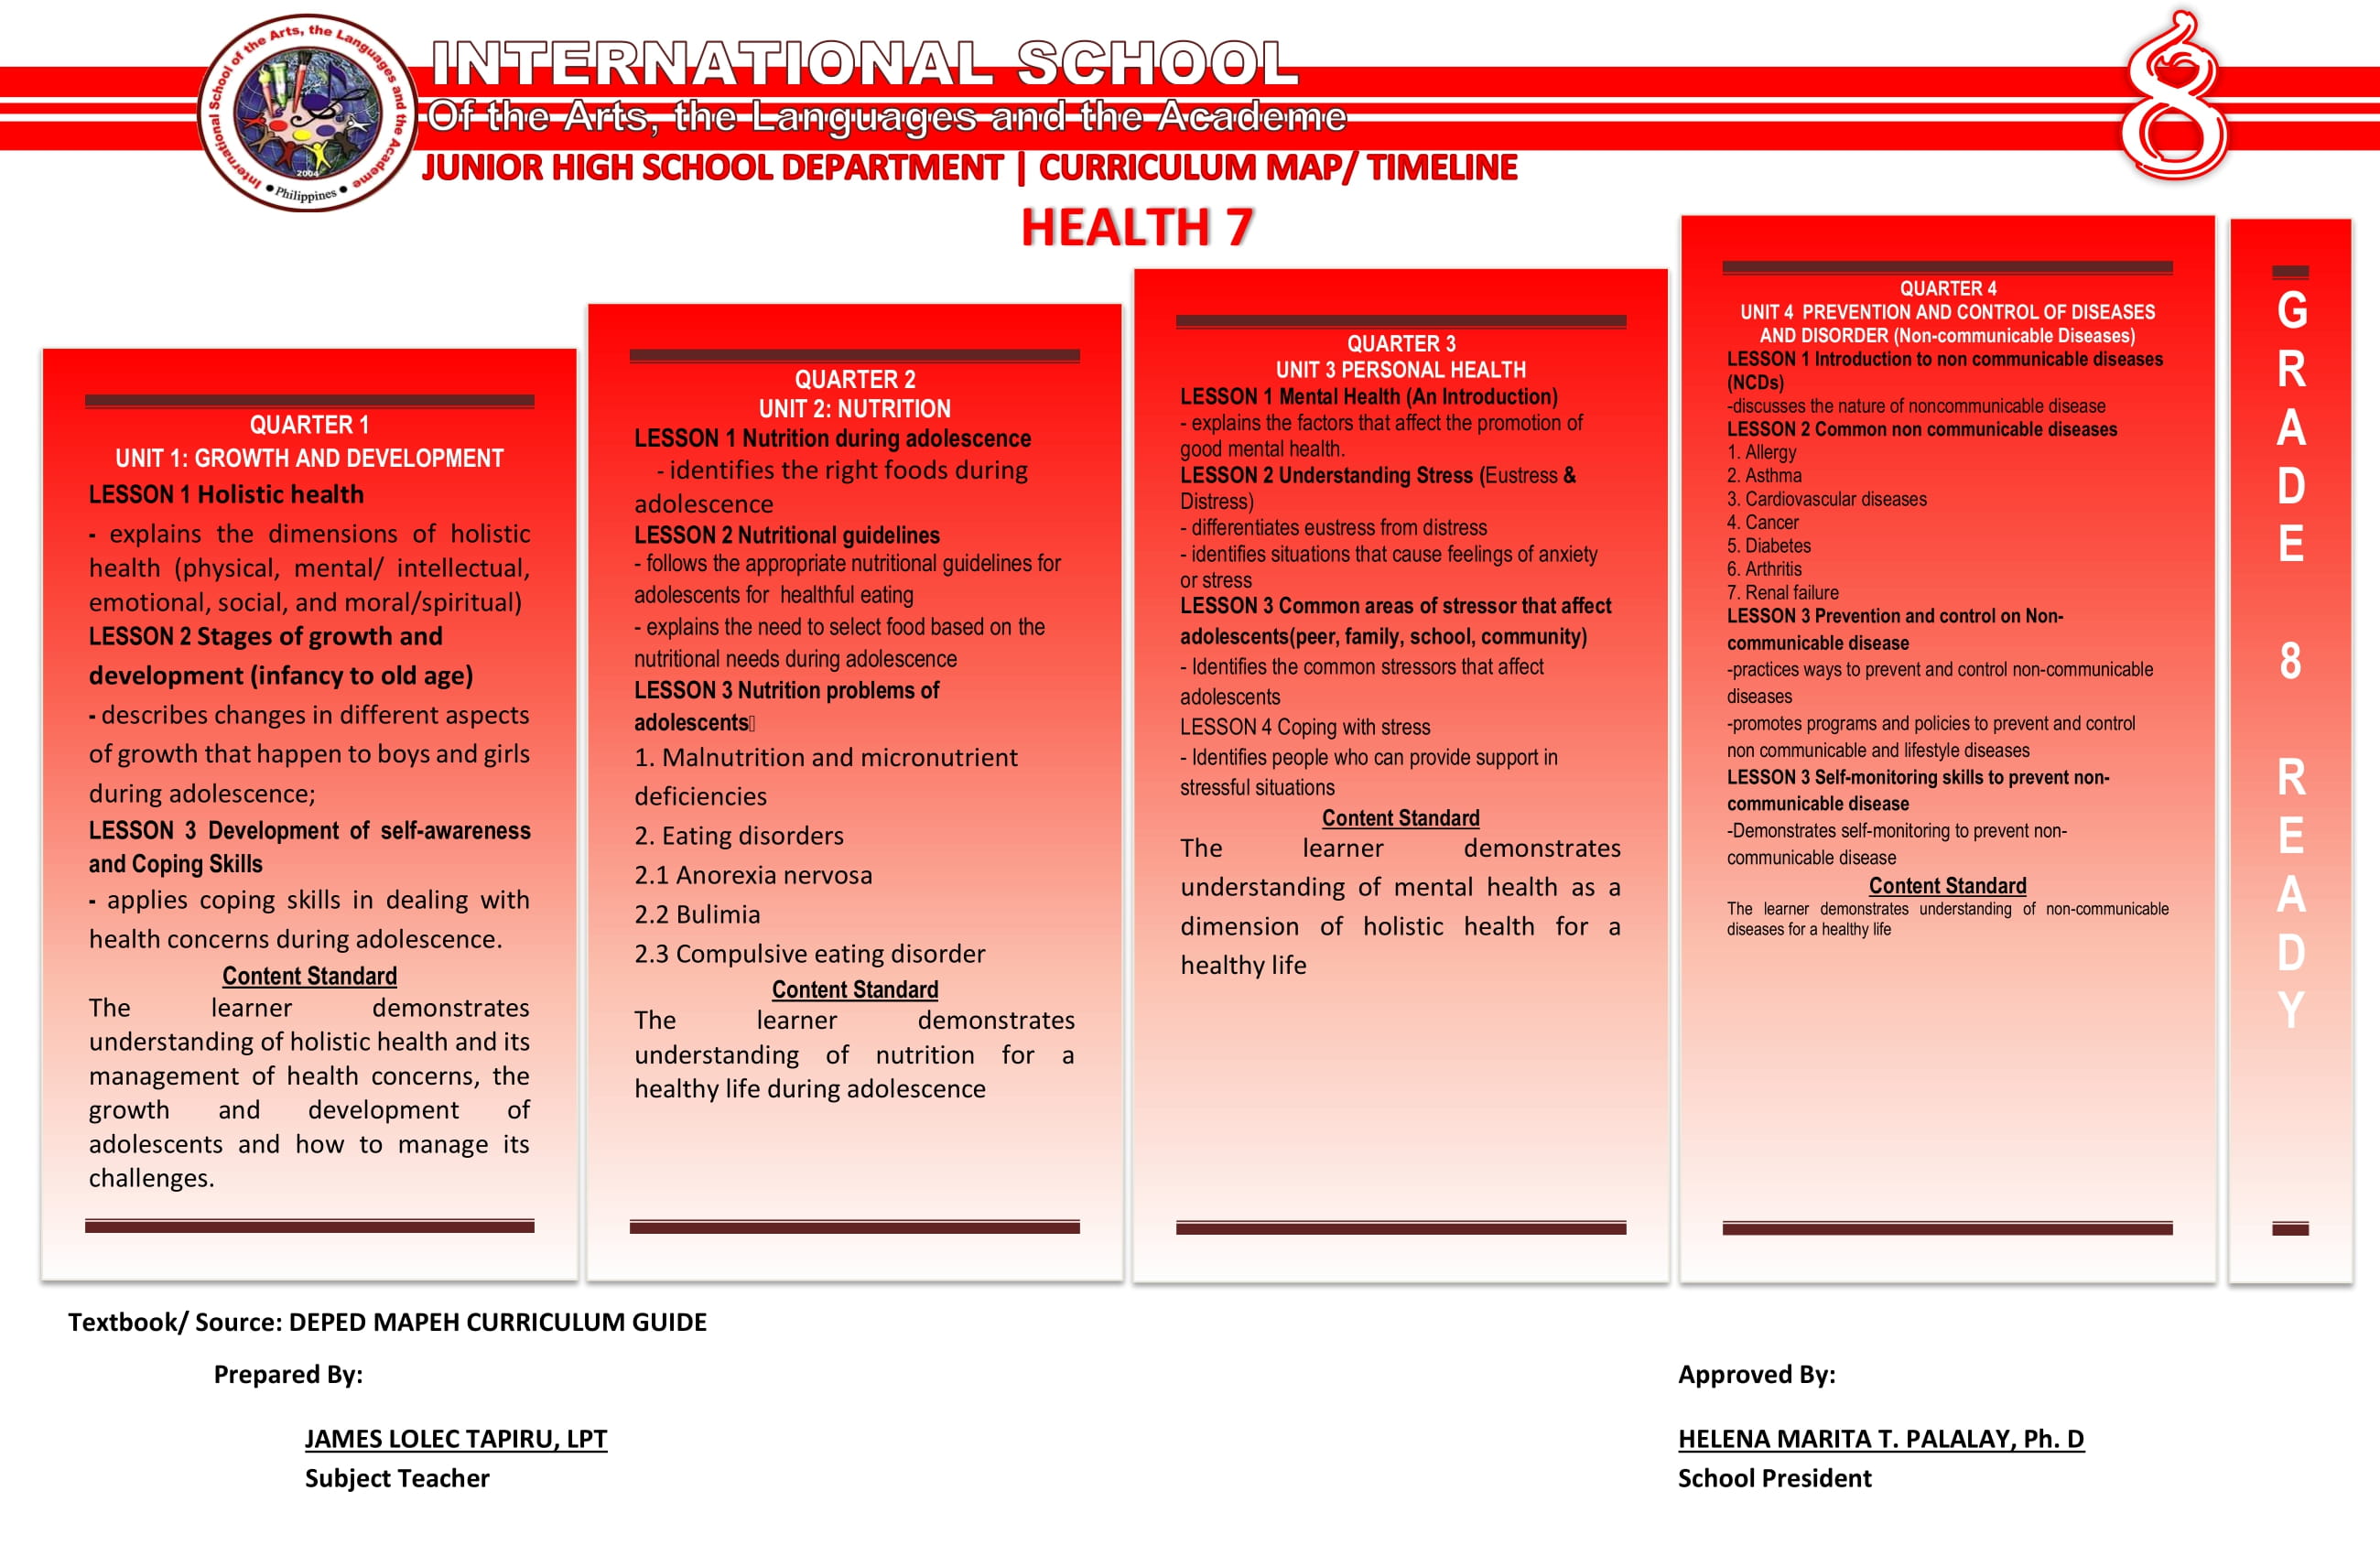 International School of the Arts, the Languages and the Academe
2004
Philippines
INTERNATIONAL SCHOOL
Of the Arts, the Languages and the Academe
JUNIOR HIGH SCHOOL DEPARTMENT | CURRICULUM MAP/ TIMELINE
8
HEALTH 7
QUARTER 1
UNIT 1: GROWTH AND DEVELOPMENT
LESSON 1 Holistic health
- explains the dimensions of holistic
health (physical, mental/ intellectual,
emotional, social, and moral/spiritual)
LESSON 2 Stages of growth and
development (infancy to old age)
- describes changes in different aspects
of growth that happen to boys and girls
during adolescence;
LESSON 3 Development of self-awareness
and Coping Skills
- applies coping skills in dealing with
health concerns during adolescence.
Content Standard
The learner demonstrates
understanding of holistic health and its
management of health concerns, the
growth and development of
adolescents and how to manage its
challenges.
QUARTER 2
UNIT 2: NUTRITION
LESSON 1 Nutrition during adolescence
- identifies the right foods during
adolescence
LESSON 2 Nutritional guidelines
- follows the appropriate nutritional guidelines for
adolescents for healthful eating
- explains the need to select food based on the
nutritional needs during adolescence
LESSON 3 Nutrition problems of
adolescents
1. Malnutrition and micronutrient
deficiencies
2. Eating disorders
2.1 Anorexia nervosa
2.2 Bulimia
2.3 Compulsive eating disorder
Content Standard
The learner demonstrates
understanding of nutrition for a
healthy life during adolescence
QUARTER 3
UNIT 3 PERSONAL HEALTH
LESSON 1 Mental Health (An Introduction)
- explains the factors that affect the promotion of
good mental health.
LESSON 2 Understanding Stress (Eustress &
Distress)
- differentiates eustress from distress
- identifies situations that cause feelings of anxiety
or stress
LESSON 3 Common areas of stressor that affect
adolescents(peer, family, school, community)
- Identifies the common stressors that affect
adolescents
LESSON 4 Coping with stress
- Identifies people who can provide support in
stressful situations
Content Standard
The learner demonstrates
understanding of mental health as a
dimension of holistic health for a
healthy life
QUARTER 4
UNIT 4 PREVENTION AND CONTROL OF DISEASES
AND DISORDER (Non-communicable Diseases)
LESSON 1 Introduction to non communicable diseases
(NCDs)
-discusses the nature of noncommunicable disease
LESSON 2 Common non communicable diseases
1. Allergy
2. Asthma
3. Cardiovascular diseases
4. Cancer
5. Diabetes
6. Arthritis
7. Renal failure
LESSON 3 Prevention and control on Non-
communicable disease
-practices ways to prevent and control non-communicable
diseases
-promotes programs and policies to prevent and control
non communicable and lifestyle diseases
LESSON 3 Self-monitoring skills to prevent non-
communicable disease
-Demonstrates self-monitoring to prevent non-
communicable disease
Content Standard
The learner demonstrates understanding of non-communicable
diseases for a healthy life
GRADE 8 READY
Textbook/ Source: DEPED MAPEH CURRICULUM GUIDE
Prepared By:
JAMES LOLEC TAPIRU, LPT
Subject Teacher
Approved By:
HELENA MARITA T. PALALAY, Ph. D
School President